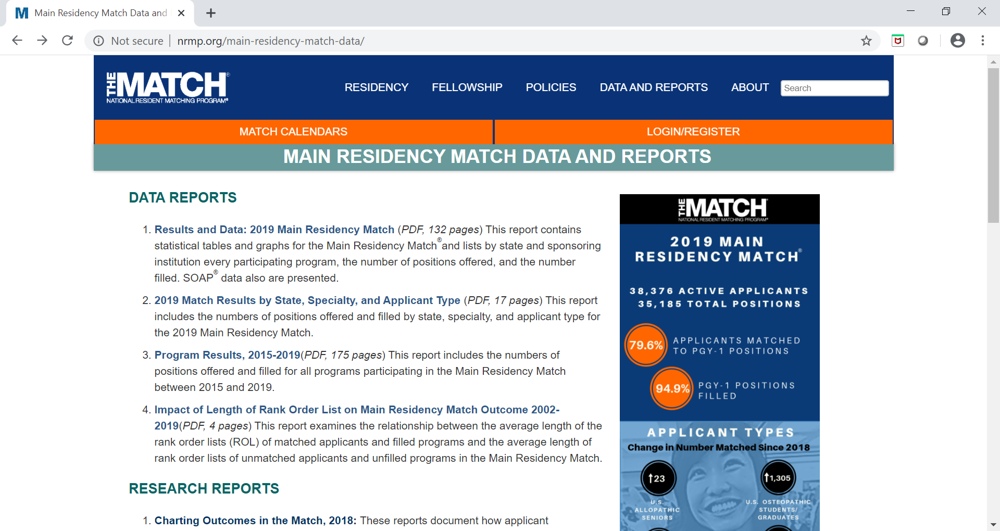 M Main Residency Match Data and
Not secure | nrmp.org/main-residency-match-data/
THE MATCH®
NATIONAL RESIDENT MATCHING PROGRAM®
RESIDENCY FELLOWSHIP POLICIES DATA AND REPORTS ABOUT Search
MATCH CALENDARS LOGIN/REGISTER
MAIN RESIDENCY MATCH DATA AND REPORTS
DATA REPORTS
1. Results and Data: 2019 Main Residency Match (PDF, 132 pages) This report contains
statistical tables and graphs for the Main Residency Match®and lists by state and sponsoring
institution every participating program, the number of positions offered, and the number
filled. SOAP® data also are presented.
2. 2019 Match Results by State, Specialty, and Applicant Type (PDF, 17 pages) This report
includes the numbers of positions offered and filled by state, specialty, and applicant type for
the 2019 Main Residency Match.
3. Program Results, 2015-2019(PDF, 175 pages) This report includes the numbers of
positions offered and filled for all programs participating in the Main Residency Match
between 2015 and 2019.
4. Impact of Length of Rank Order List on Main Residency Match Outcome 2002-
2019(PDF, 4 pages) This report examines the relationship between the average length of the
rank order lists (ROL) of matched applicants and filled programs and the average length of
rank order lists of unmatched applicants and unfilled programs in the Main Residency Match.
RESEARCH REPORTS
1. Charting Outcomes in the Match, 2018: These reports document how applicant
THE MATCH
NATIONAL RESIDENT MATCHING PROGRAM®
2019 MAIN
RESIDENCY MATCH®
38,376 ACTIVE APPLICANTS
35,185 TOTAL POSITIONS
79.6% APPLICANTS MATCHED
TO PGY-1 POSITIONS
94.9% PGY-1 POSITIONS
FILLED
APPLICANT TYPES
Change in Number Matched Since 2018
↑23 ↑1,305
U.S.
ALLOPATHIC
SENIORS
U.S. OSTEOPATHIC
STUDENTS/
GRADUATES